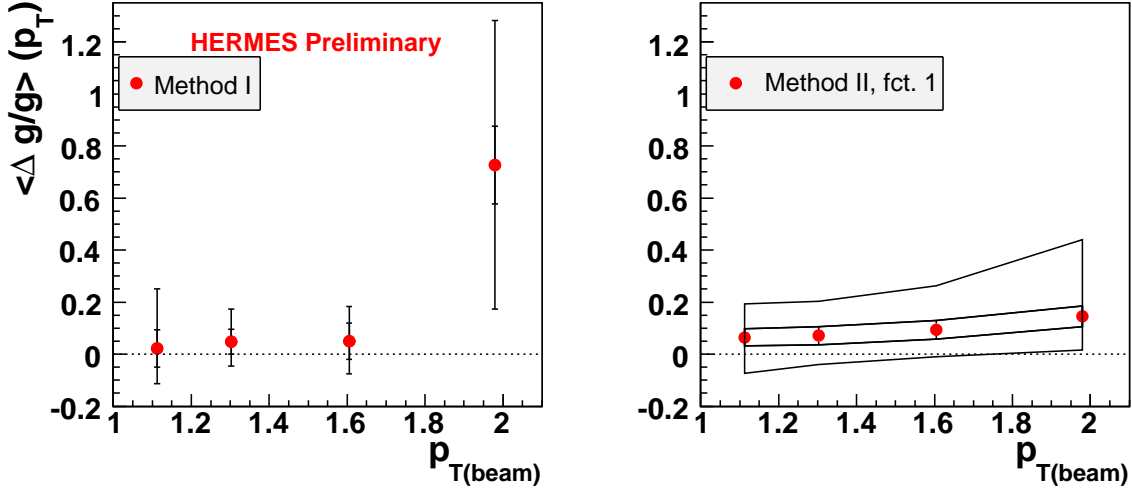 <Δ g/g> (p_T)
HERMES Preliminary
Method I
1.2
1
0.8
0.6
0.4
0.2
0
-0.2
1 1.2 1.4 1.6 1.8 2
p_T(beam)
Method II, fct. 1
1.2
1
0.8
0.6
0.4
0.2
0
-0.2
1 1.2 1.4 1.6 1.8 2
p_T(beam)